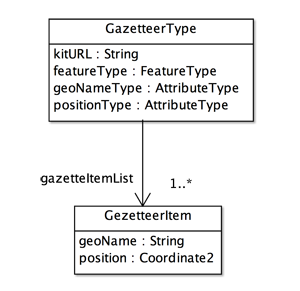 GazetteerType
kitURL : String
featureType : FeatureType
geoNameType : AttributeType
positionType : AttributeType
gazetteItemList
1..*
GezetteerItem
geoName : String
position : Coordinate2